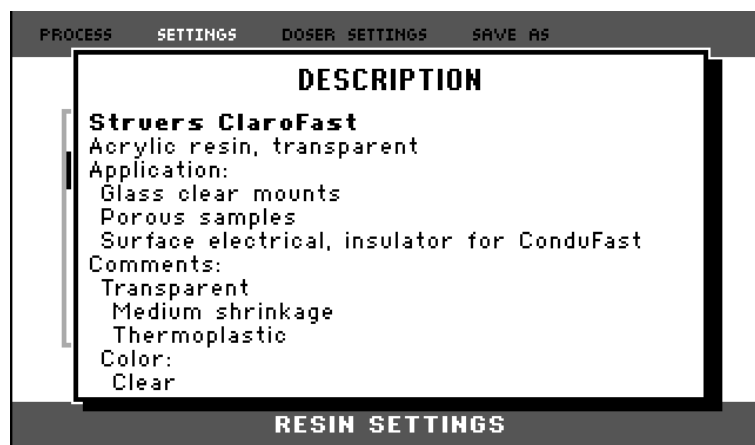 PROCESS SETTINGS DOSER SETTINGS SAVE AS
DESCRIPTION
Struers ClaroFast
Acrylic resin, transparent
Application:
Glass clear mounts
Porous samples
Surface electrical, insulator for ConduFast
Comments:
Transparent
Medium shrinkage
Thermoplastic
Color:
Clear
RESIN SETTINGS